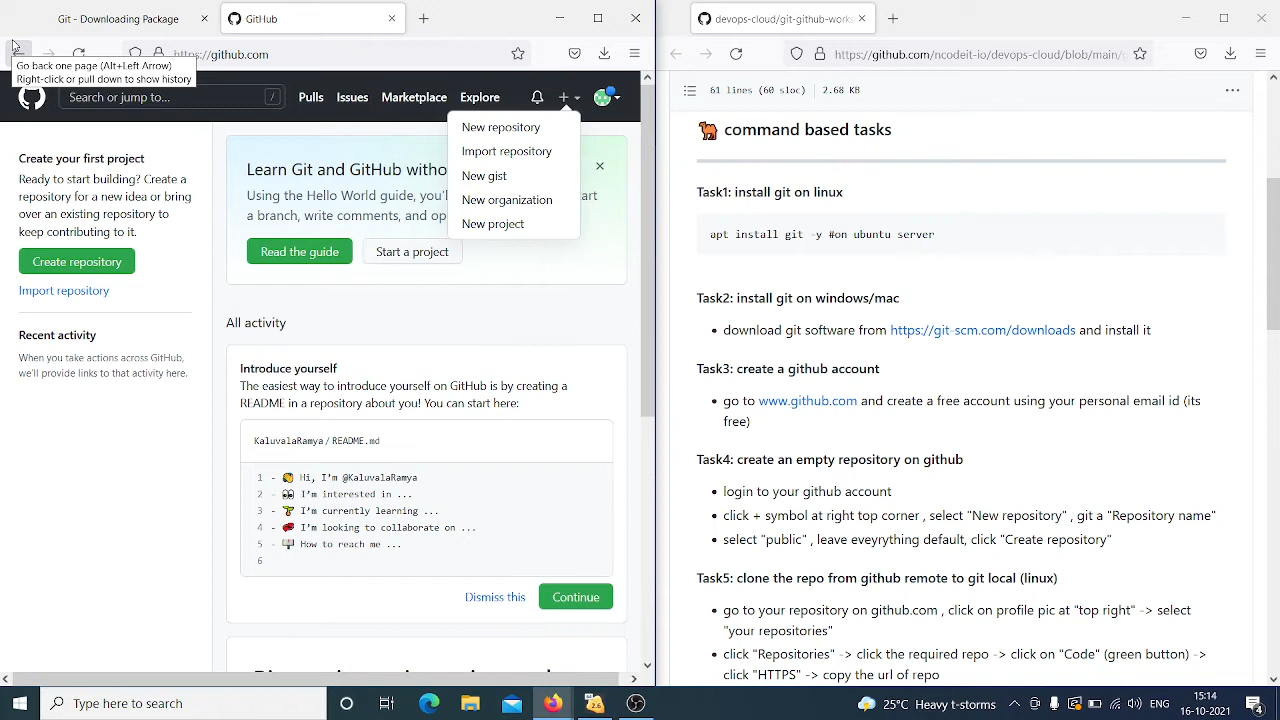 Git - Downloading Package
GitHub
https://github.com
Go back one page (Alt+Left Arrow)
Right-click or pull down to show history
Search or jump to...
/
Pulls
Issues
Marketplace
Explore
New repository
Import repository
New gist
New organization
New project
Create your first project
Ready to start building? Create a
repository for a new idea or bring
over an existing repository to
keep contributing to it.
Create repository
Import repository
Recent activity
When you take actions across GitHub,
we'll provide links to that activity here.
Learn Git and GitHub witho
Using the Hello World guide, you'l
art
a branch, write comments, and op
Read the guide
Start a project
All activity
Introduce yourself
The easiest way to introduce yourself on GitHub is by creating a
README in a repository about you! You can start here:
KaluvalaRamya / README.md
1 - 👋 Hi, I'm @KaluvalaRamya
2 - 👀 I'm interested in ...
3 - 🌱 I'm currently learning ...
4 - 💞️ I'm looking to collaborate on ...
5 - 📫 How to reach me ...
6
Dismiss this
Continue
devops-cloud/git-github-works
https://github.com/ncodeit-io/devops-cloud/blob/main/g
61 lines (60 sloc)
2.68 KB
🐫 command based tasks
Task1: install git on linux
apt install git -y #on ubuntu server
Task2: install git on windows/mac
• download git software from https://git-scm.com/downloads and install it
Task3: create a github account
• go to www.github.com and create a free account using your personal email id (its
free)
Task4: create an empty repository on github
• login to your github account
• click + symbol at right top corner , select "New repository" , git a "Repository name"
• select "public" , leave eveyrything default, click "Create repository"
Task5: clone the repo from github remote to git local (linux)
• go to your repository on github.com , click on profile pic at "top right" -> select
"your repositories"
• click "Repositories" -> click the required repo -> click on "Code" (green button) ->
click "HTTPS" -> copy the url of repo
Type here to search
2.6
25°C Heavy t-storms
ENG
15:14
16-10-2021
4